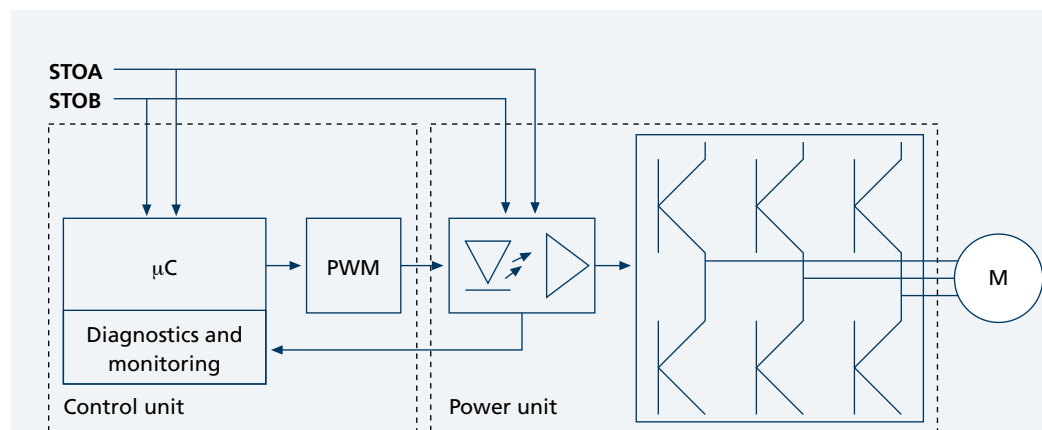 STOA
STOB
μC
PWM
M
Diagnostics and
monitoring
Control unit
Power unit